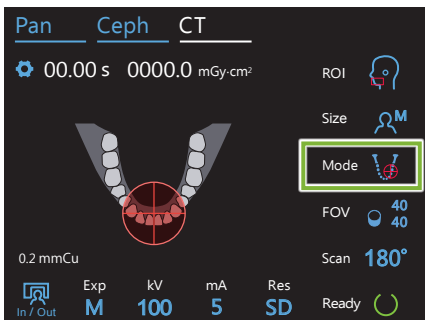 Pan Ceph CT
00.00 s 0000.0 mGy·cm²
ROI
Size M
Mode
FOV 40
40
0.2 mmCu
Scan 180°
Exp kV mA Res
In / Out M 100 5 SD
Ready